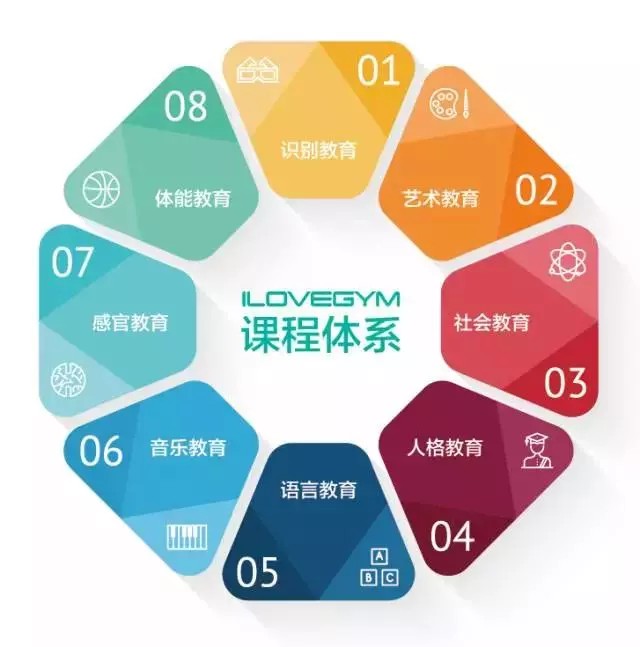 01
识别教育
02
艺术教育
社会教育
03
人格教育
04
语言教育
05
A
B C
06
音乐教育
07
感官教育
08
体能教育
ILOVEGYM
课程体系